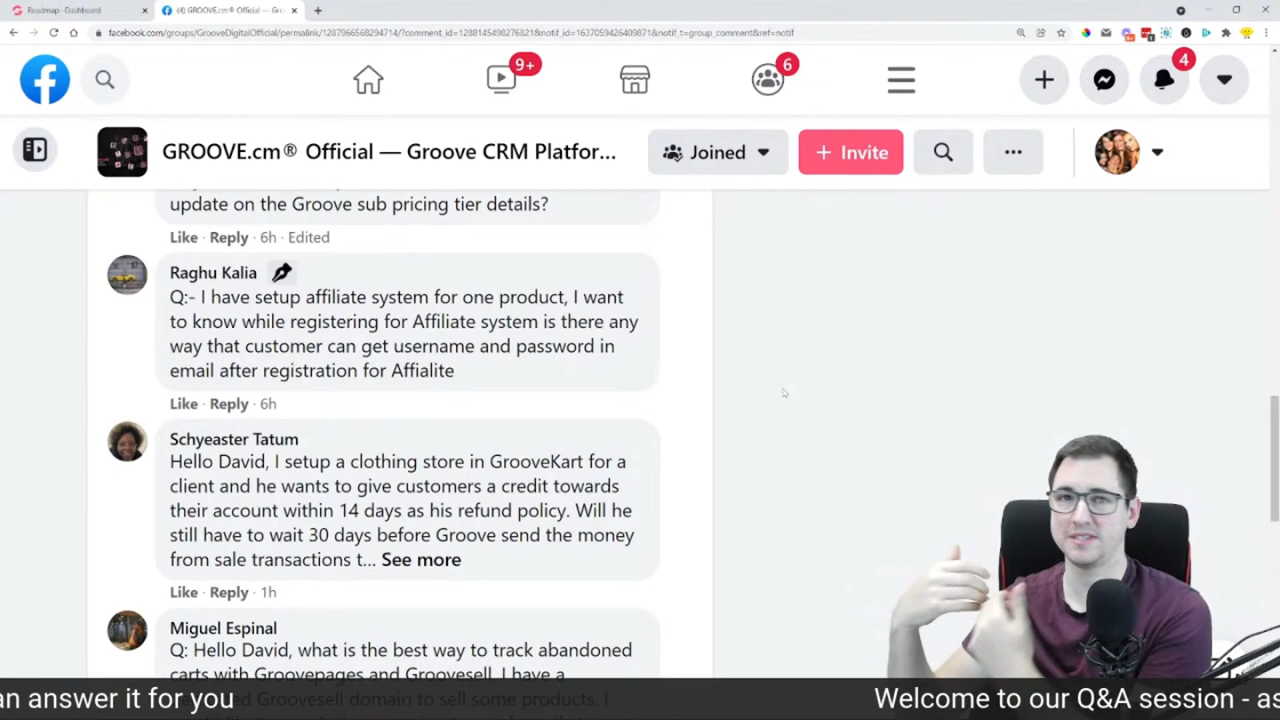 Roadmap - Dashboard
(4) GROOVE.cm® Official — Gro
facebook.com/groups/GrooveDigitalOfficial/permalink/1287966568294714/?comment_id=1288145498276821&notif_id=1637059426409871&notif_t=group_comment&ref=notif
9+
6
4
GROOVE.cm® Official — Groove CRM Platfor...
Joined
+ Invite
update on the Groove sub pricing tier details?
Like · Reply · 6h · Edited
Raghu Kalia
Q:- I have setup affiliate system for one product, I want
to know while registering for Affiliate system is there any
way that customer can get username and password in
email after registration for Affialite
Like · Reply · 6h
Schyeaster Tatum
Hello David, I setup a clothing store in GrooveKart for a
client and he wants to give customers a credit towards
their account within 14 days as his refund policy. Will he
still have to wait 30 days before Groove send the money
from sale transactions t... See more
Like · Reply · 1h
Miguel Espinal
Q: Hello David, what is the best way to track abandoned
carts with Groovepages and Groovesell. I have a
Groovesell domain to sell some products. I
an answer it for you
Welcome to our Q&A session - as